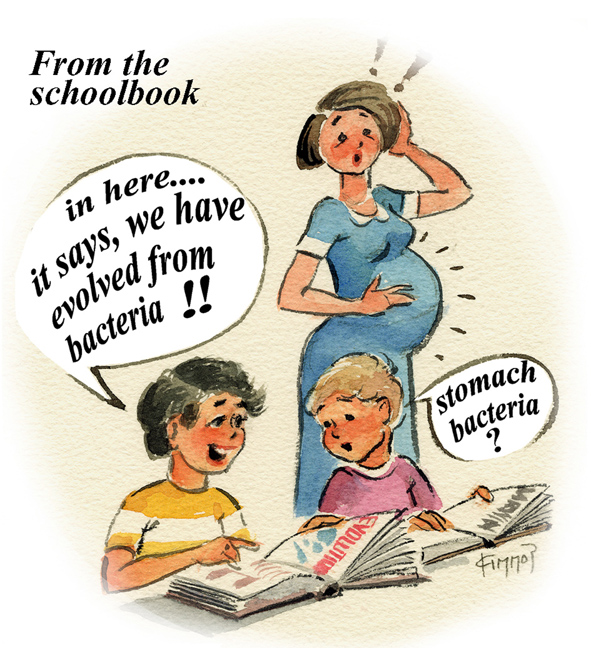 From the
schoolbook
in here....
it says, we have
evolved from
bacteria !!
stomach
bacteria
?
EVOLUTION